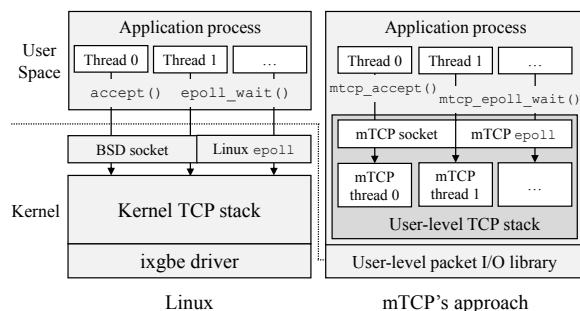 Application process
User
Space
Thread 0
Thread 1
...
accept()
epoll_wait()
BSD socket
Linux epoll
Kernel
Kernel TCP stack
ixgbe driver
Linux
Application process
Thread 0
Thread 1
...
mtcp_accept()
mtcp_epoll_wait()
mTCP socket
mTCP epoll
mTCP
thread 0
mTCP
thread 1
...
User-level TCP stack
User-level packet I/O library
mTCP's approach